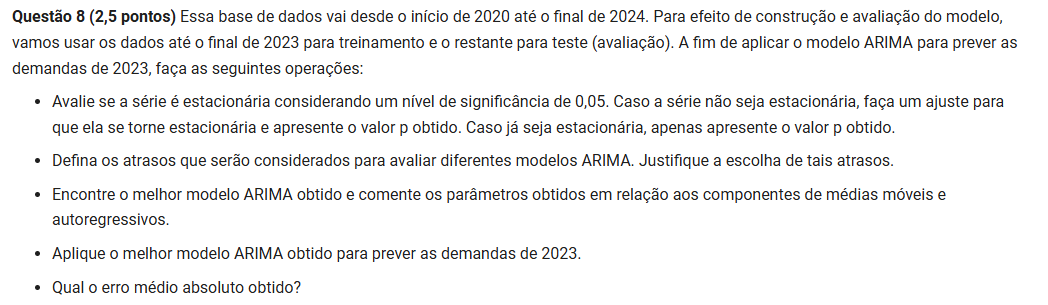 Questão 8 (2,5 pontos) Essa base de dados vai desde o início de 2020 até o final de 2024. Para efeito de construção e avaliação do modelo,
vamos usar os dados até o final de 2023 para treinamento e o restante para teste (avaliação). A fim de aplicar o modelo ARIMA para prever as
demandas de 2023, faça as seguintes operações:
• Avalie se a série é estacionária considerando um nível de significância de 0,05. Caso a série não seja estacionária, faça um ajuste para
que ela se torne estacionária e apresente o valor p obtido. Caso já seja estacionária, apenas apresente o valor p obtido.
• Defina os atrasos que serão considerados para avaliar diferentes modelos ARIMA. Justifique a escolha de tais atrasos.
• Encontre o melhor modelo ARIMA obtido e comente os parâmetros obtidos em relação aos componentes de médias móveis e
autoregressivos.
• Aplique o melhor modelo ARIMA obtido para prever as demandas de 2023.
• Qual o erro médio absoluto obtido?